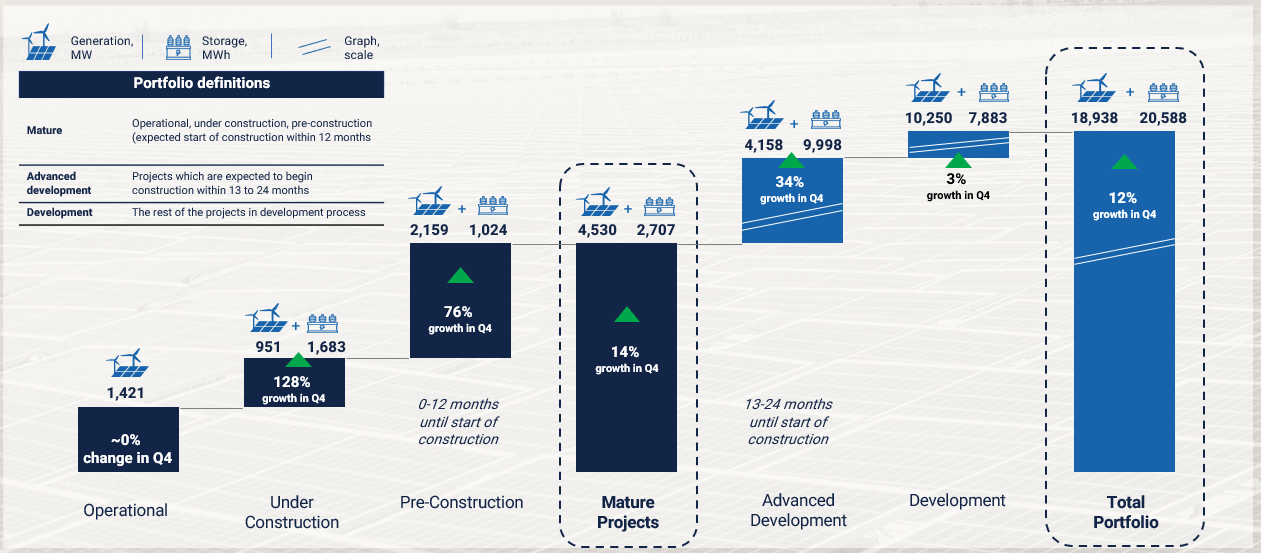 Generation,
MW
Storage,
MWh
Graph,
scale
Portfolio definitions
Mature
Operational, under construction, pre-construction
(expected start of construction within 12 months
Advanced
development
Projects which are expected to begin
construction within 13 to 24 months
Development
The rest of the projects in development process
1,421
~0%
change in Q4
Operational
+
951 1,683
128%
growth in Q4
Under
Construction
+
2,159 1,024
76%
growth in Q4
0-12 months
until start of
construction
Pre-Construction
+
4,530 2,707
14%
growth in Q4
Mature
Projects
+
4,158 9,998
34%
growth in Q4
13-24 months
until start of
construction
Advanced
Development
+
10,250 7,883
3%
growth in Q4
Development
+
18,938 20,588
12%
growth in Q4
Total
Portfolio